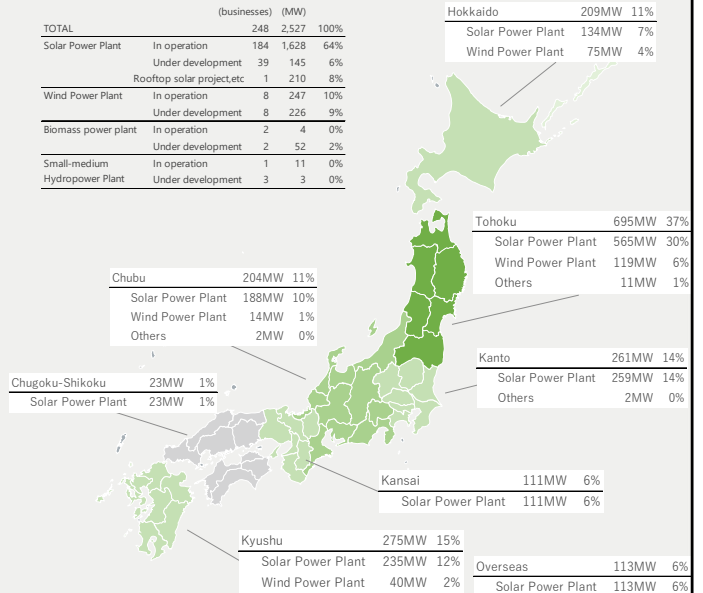 (businesses) (MW)
TOTAL 248 2,527 100%
Solar Power Plant In operation 184 1,628 64%
Under development 39 145 6%
Rooftop solar project,etc 1 210 8%
Wind Power Plant In operation 8 247 10%
Under development 8 226 9%
Biomass power plant In operation 2 4 0%
Under development 2 52 2%
Small-medium In operation 1 11 0%
Hydropower Plant Under development 3 3 0%
Hokkaido 209MW 11%
Solar Power Plant 134MW 7%
Wind Power Plant 75MW 4%
Tohoku 695MW 37%
Solar Power Plant 565MW 30%
Wind Power Plant 119MW 6%
Others 11MW 1%
Chubu 204MW 11%
Solar Power Plant 188MW 10%
Wind Power Plant 14MW 1%
Others 2MW 0%
Kanto 261MW 14%
Solar Power Plant 259MW 14%
Others 2MW 0%
Chugoku-Shikoku 23MW 1%
Solar Power Plant 23MW 1%
Kansai 111MW 6%
Solar Power Plant 111MW 6%
Kyushu 275MW 15%
Solar Power Plant 235MW 12%
Wind Power Plant 40MW 2%
Overseas 113MW 6%
Solar Power Plant 113MW 6%